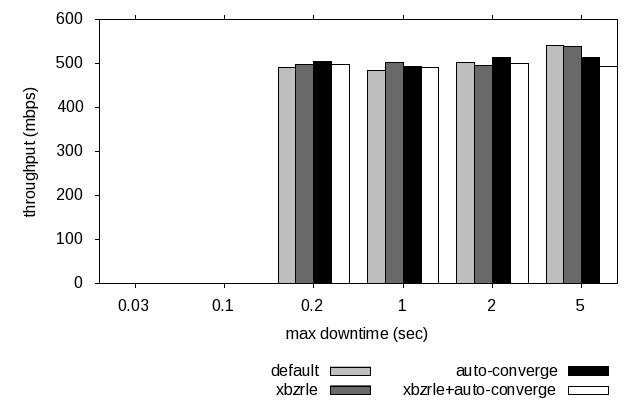 600
500
400
300
200
100
0
throughput (mbps)
0.03 0.1 0.2 1 2 5
max downtime (sec)
default auto-converge
xbzrle xbzrle+auto-converge